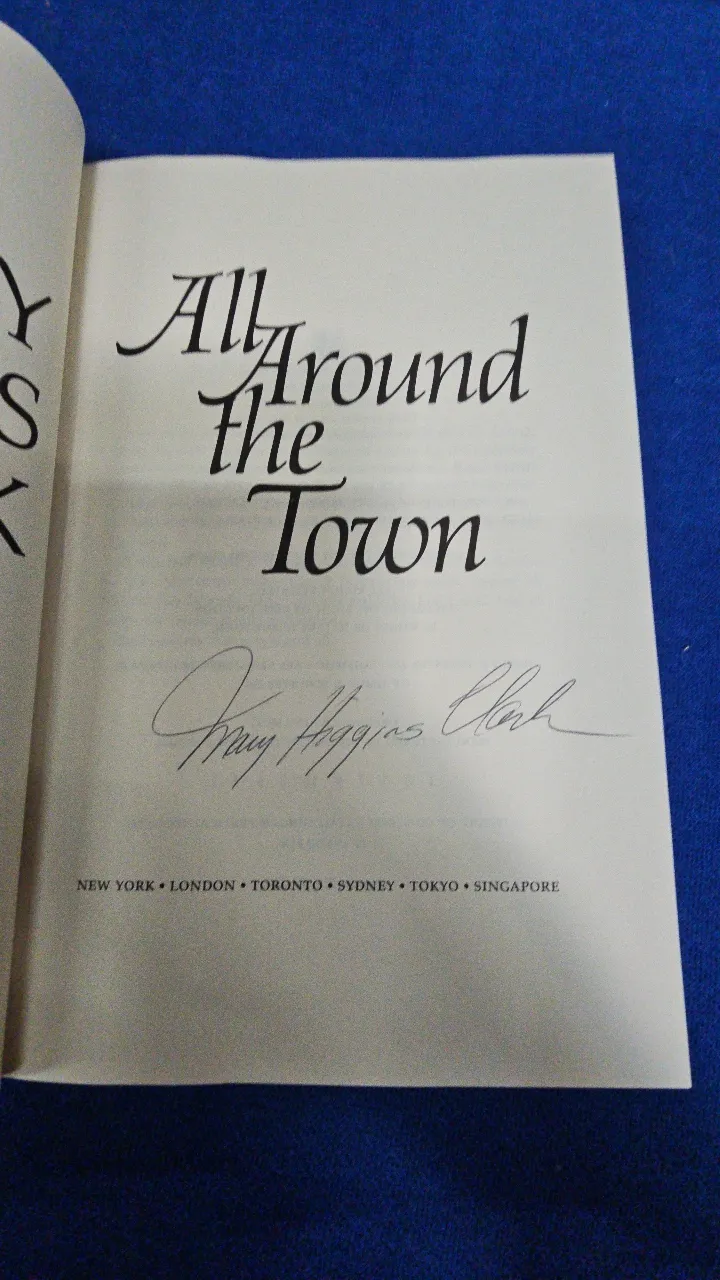 Y
S
All
Around
the
Town
Mary Higgins Clark
NEW YORK • LONDON • TORONTO • SYDNEY • TOKYO • SINGAPORE